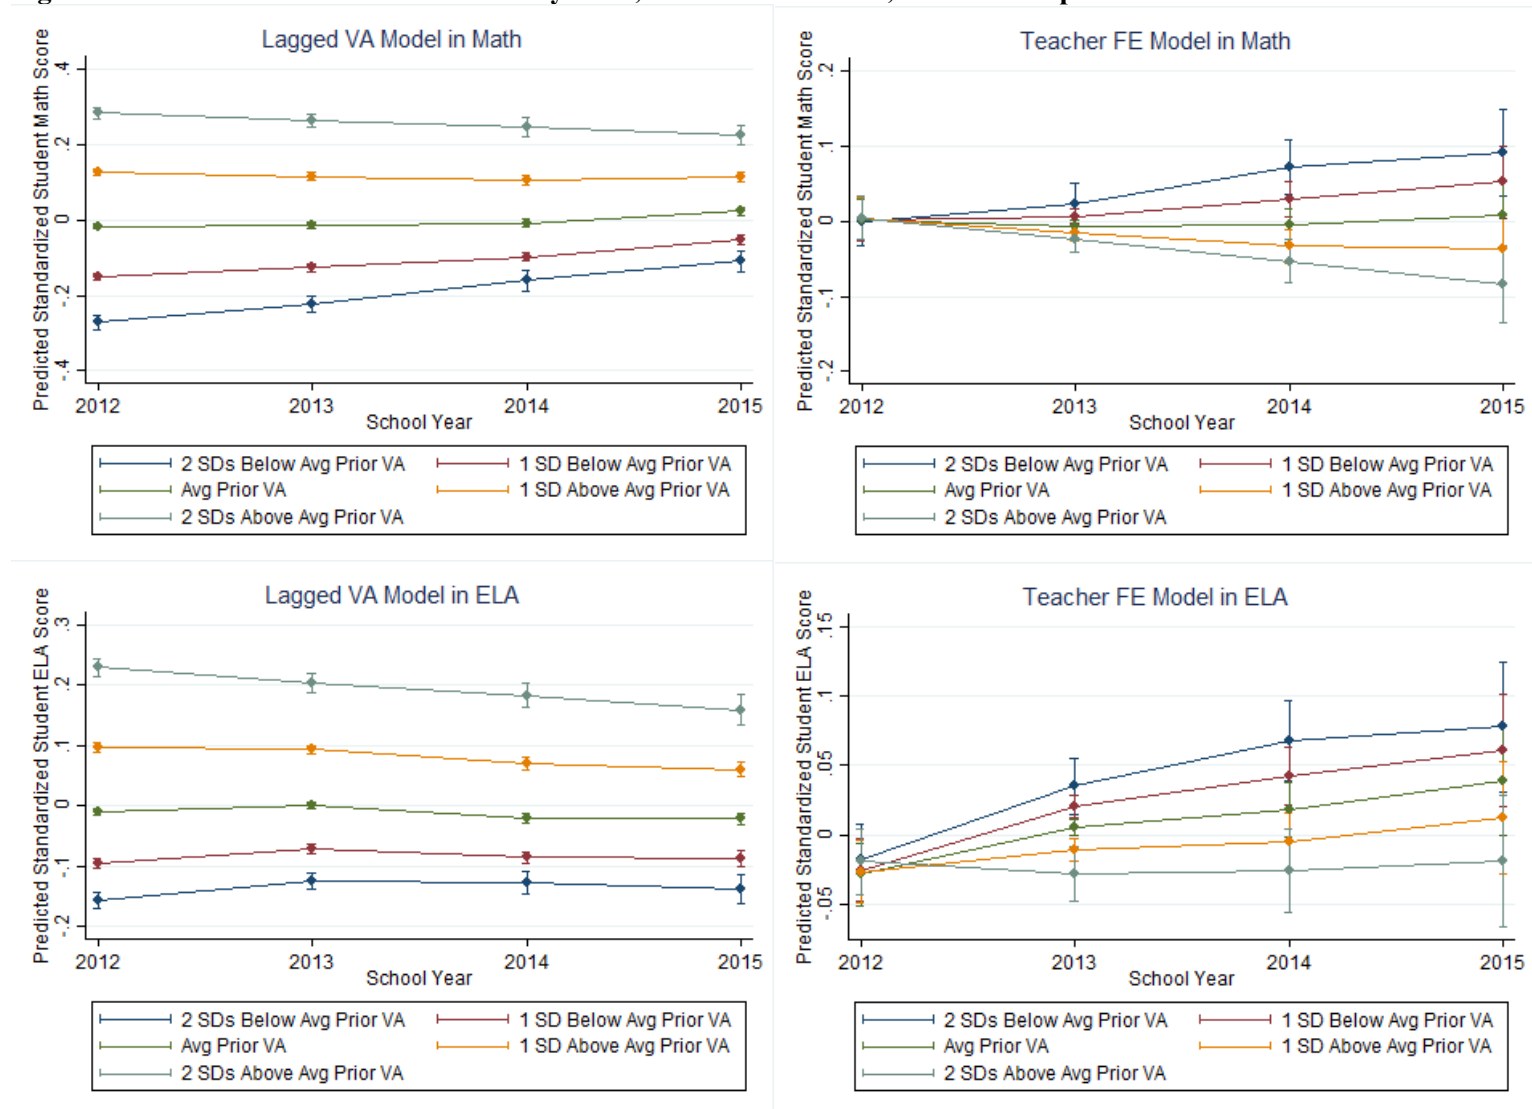 Lagged VA Model in Math
Predicted Standardized Student Math Score
.4
.2
0
-.2
-.4
2012 2013 2014 2015
School Year
2 SDs Below Avg Prior VA 1 SD Below Avg Prior VA
Avg Prior VA 1 SD Above Avg Prior VA
2 SDs Above Avg Prior VA
Teacher FE Model in Math
Predicted Standardized Student Math Score
.2
.1
0
-.1
-.2
2012 2013 2014 2015
School Year
2 SDs Below Avg Prior VA 1 SD Below Avg Prior VA
Avg Prior VA 1 SD Above Avg Prior VA
2 SDs Above Avg Prior VA
Lagged VA Model in ELA
Predicted Standardized Student ELA Score
.3
.2
.1
0
-.1
-.2
2012 2013 2014 2015
School Year
2 SDs Below Avg Prior VA 1 SD Below Avg Prior VA
Avg Prior VA 1 SD Above Avg Prior VA
2 SDs Above Avg Prior VA
Teacher FE Model in ELA
Predicted Standardized Student ELA Score
.15
.1
.05
0
-.05
2012 2013 2014 2015
School Year
2 SDs Below Avg Prior VA 1 SD Below Avg Prior VA
Avg Prior VA 1 SD Above Avg Prior VA
2 SDs Above Avg Prior VA